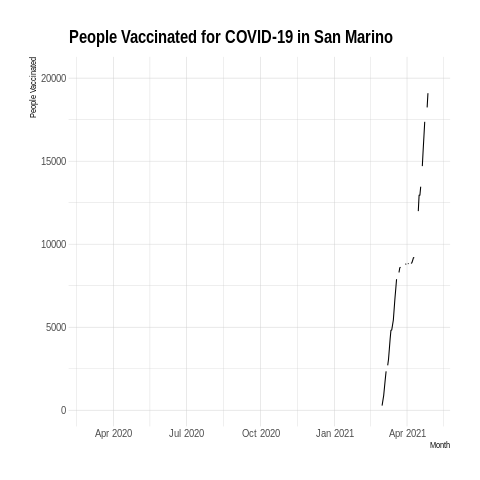 People Vaccinated for COVID-19 in San Marino
People Vaccinated
20000
15000
10000
5000
0
Apr 2020 Jul 2020 Oct 2020 Jan 2021 Apr 2021
Month